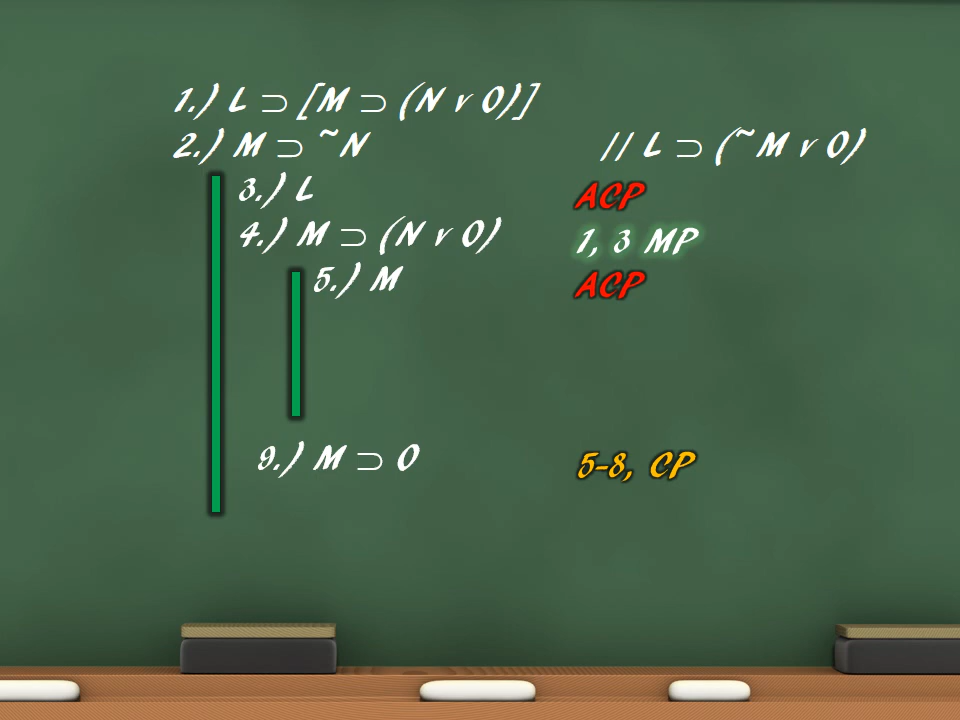 1.) L ⊃ [M ⊃ (N v O)]
2.) M ⊃ ~N // L ⊃ (~M v O)
3.) L ACP
4.) M ⊃ (N v O) 1, 3 MP
5.) M ACP
9.) M ⊃ O 5-8, CP